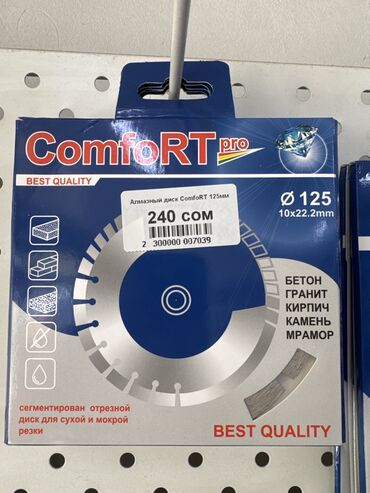 ComfoRT pro
BEST QUALITY
Алмазный диск ComfoRT 125мм
240 сом
2 300000 007039
Ø 125
10x22.2mm
БЕТОН
ГРАНИТ
КИРПИЧ
КАМЕНЬ
МРАМОР
сегментирован отрезной
диск для сухой и мокрой
резки
BEST QUALITY